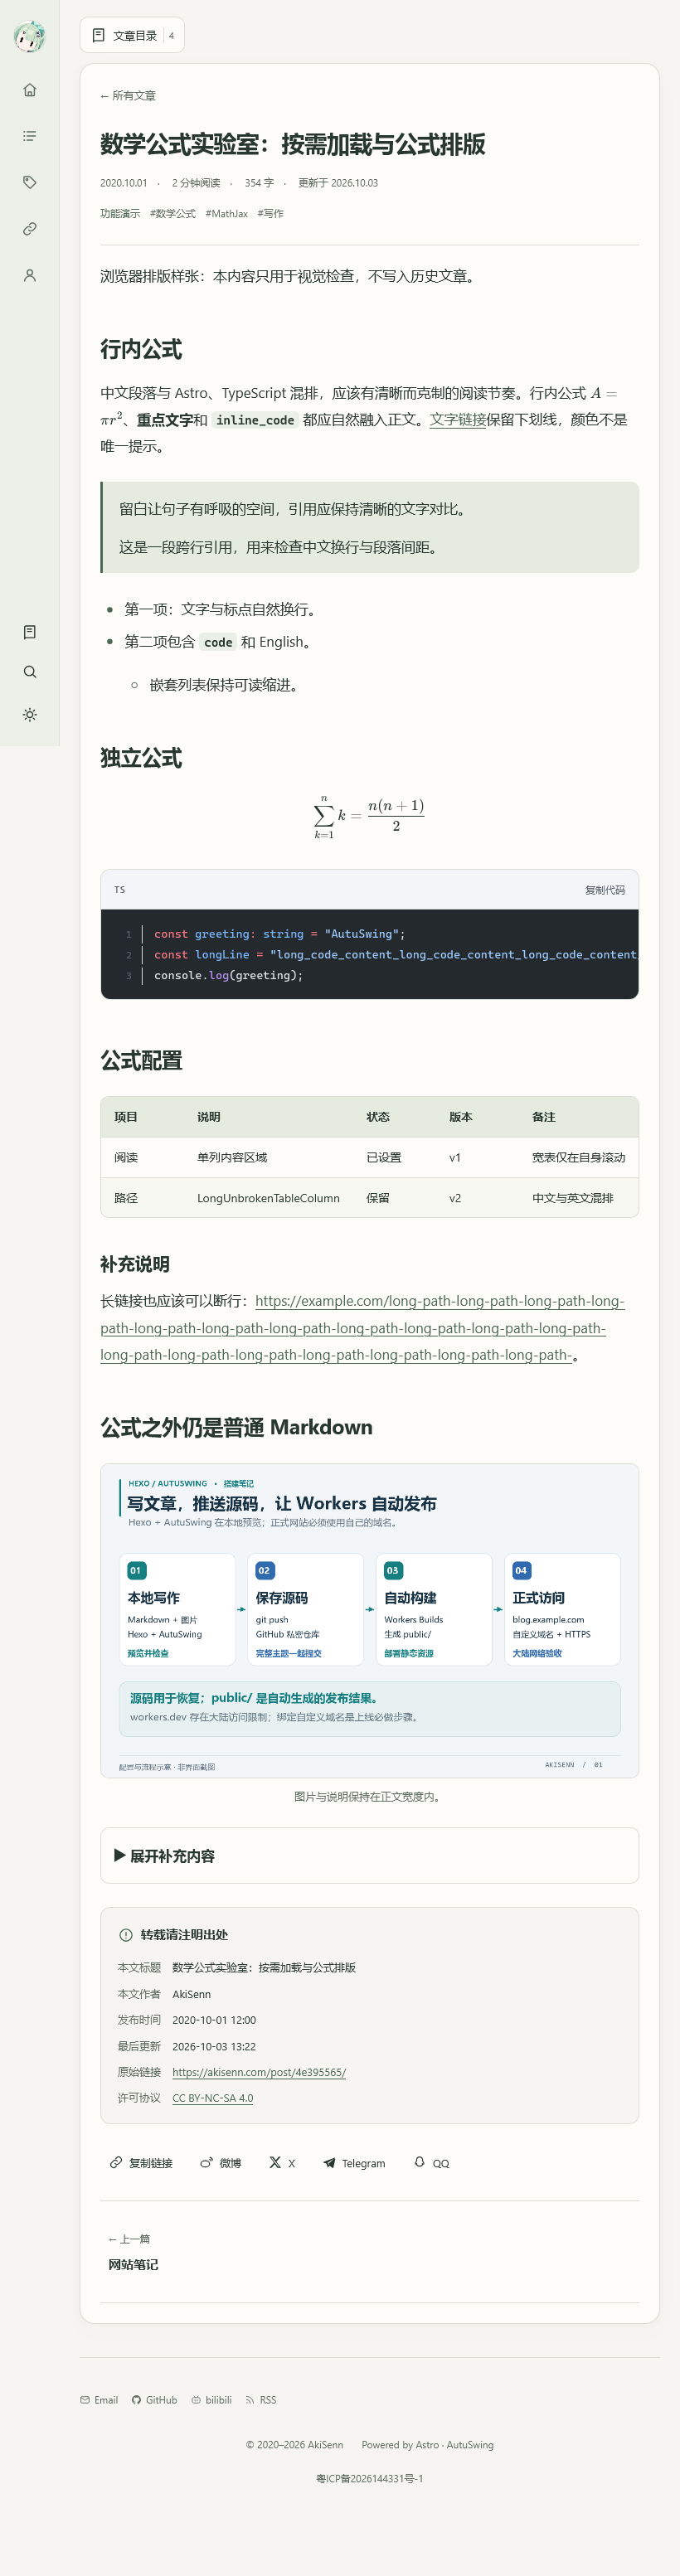 文章目录 4
← 所有文章
数学公式实验室：按需加载与公式排版
2020.10.01 · 2 分钟阅读 · 354 字 · 更新于 2026.10.03
功能演示 #数学公式 #MathJax #写作
浏览器排版样张：本内容只用于视觉检查，不写入历史文章。
行内公式
中文段落与 Astro、TypeScript 混排，应该有清晰而克制的阅读节奏。行内公式 A =
πr²、重点文字和 inline_code 都应自然融入正文。文字链接保留下划线，颜色不是
唯一提示。
留白让句子有呼吸的空间，引用应保持清晰的文字对比。
这是一段跨行引用，用来检查中文换行与段落间距。
第一项：文字与标点自然换行。
第二项包含 code 和 English。
嵌套列表保持可读缩进。
独立公式
∑_{k=1}^{n} k = n(n + 1) / 2
TS 复制代码
1 const greeting: string = "AutuSwing";
2 const longLine = "long_code_content_long_code_content_long_code_content_
3 console.log(greeting);
公式配置
项目 说明 状态 版本 备注
阅读 单列内容区域 已设置 v1 宽表仅在自身滚动
路径 LongUnbrokenTableColumn 保留 v2 中文与英文混排
补充说明
长链接也应该可以断行：https://example.com/long-path-long-path-long-path-long-
path-long-path-long-path-long-path-long-path-long-path-long-path-long-path-
long-path-long-path-long-path-long-path-long-path-long-path-long-path-。
公式之外仍是普通 Markdown
HEXO / AUTUSWING • 搭建笔记
写文章，推送源码，让 Workers 自动发布
Hexo + AutuSwing 在本地预览；正式网站必须使用自己的域名。
01
本地写作
Markdown + 图片
Hexo + AutuSwing
预览并检查
02
保存源码
git push
GitHub 私密仓库
完整主题一起提交
03
自动构建
Workers Builds
生成 public/
部署静态资源
04
正式访问
blog.example.com
自定义域名 + HTTPS
大陆网络验收
源码用于恢复；public/ 是自动生成的发布结果。
workers.dev 存在大陆访问限制；绑定自定义域名是上线必做步骤。
配置与流程示意 · 非界面截图
AKISENN / 01
图片与说明保持在正文宽度内。
▶ 展开补充内容
转载请注明出处
本文标题 数学公式实验室：按需加载与公式排版
本文作者 AkiSenn
发布时间 2020-10-01 12:00
最后更新 2026-10-03 13:22
原始链接 https://akisenn.com/post/4e395565/
许可协议 CC BY-NC-SA 4.0
复制链接 微博 X Telegram QQ
← 上一篇
网站笔记
Email GitHub bilibili RSS
© 2020–2026 AkiSenn Powered by Astro · AutuSwing
粤ICP备2026144331号-1